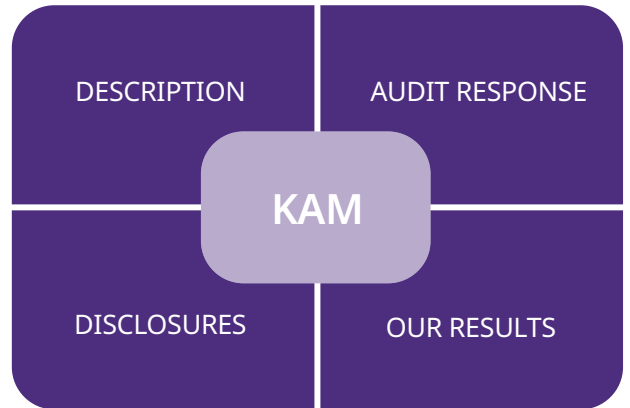 DESCRIPTION
AUDIT RESPONSE
KAM
DISCLOSURES
OUR RESULTS